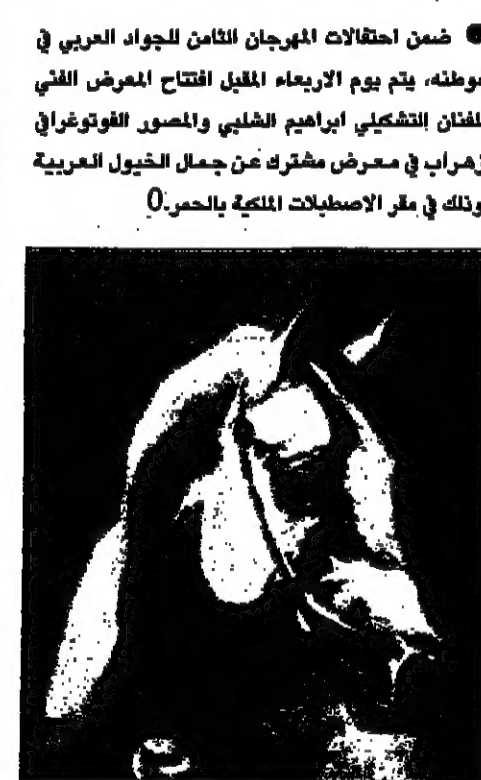 ● ضمن احتفالات المهرجان الثامن للجواد العربي في
موطنه، يتم يوم الاربعاء المقبل افتتاح المعرض الفني
للفنان التشكيلي ابراهيم الشلبي والمصور الفوتوغرافي
زهراب في معرض مشترك عن جمال الخيول العربية
وذلك في مقر الاصطبلات الملكية بالحمر.()